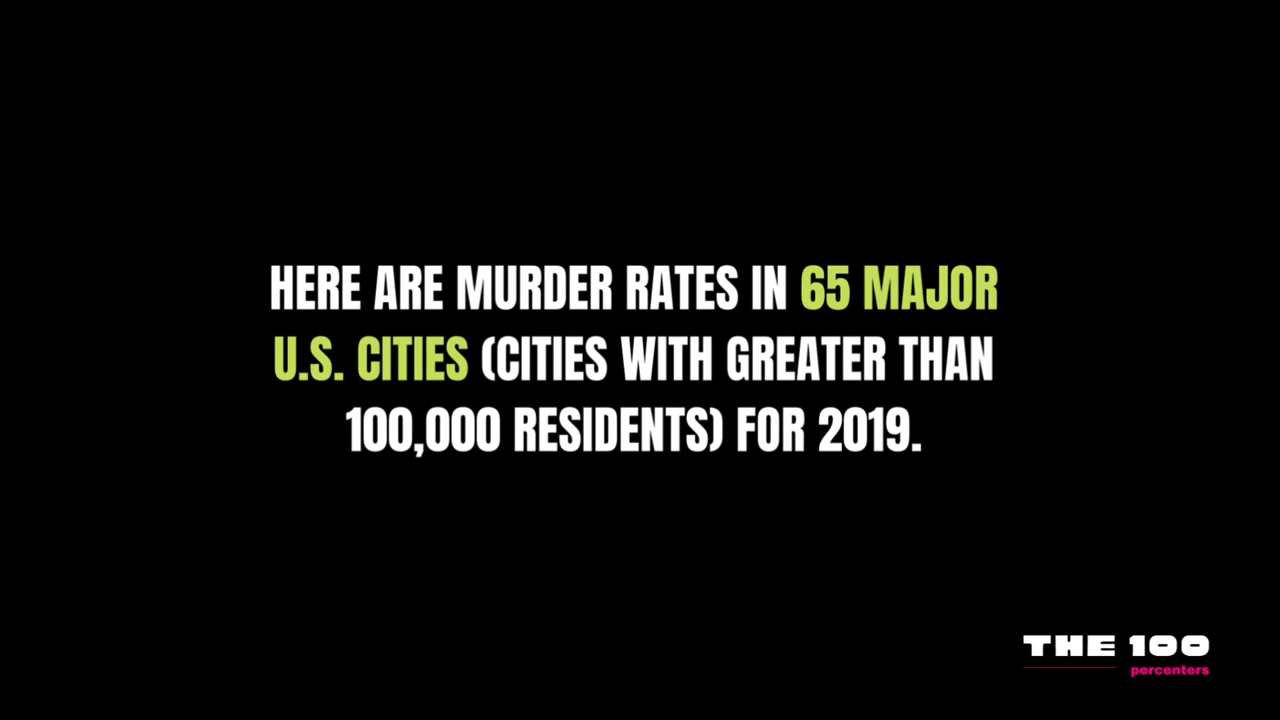 HERE ARE MURDER RATES IN 65 MAJOR
U.S. CITIES (CITIES WITH GREATER THAN
100,000 RESIDENTS) FOR 2019.
THE 100
percenters